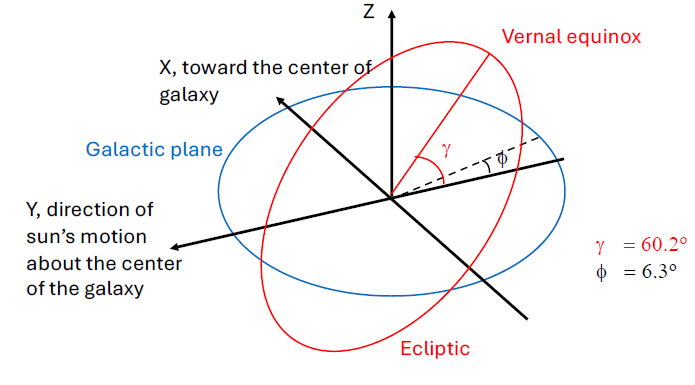 Z
Vernal equinox
X, toward the center of
galaxy
Galactic plane
γ
ϕ
Y, direction of
sun's motion
about the center
of the galaxy
γ = 60.2°
ϕ = 6.3°
Ecliptic